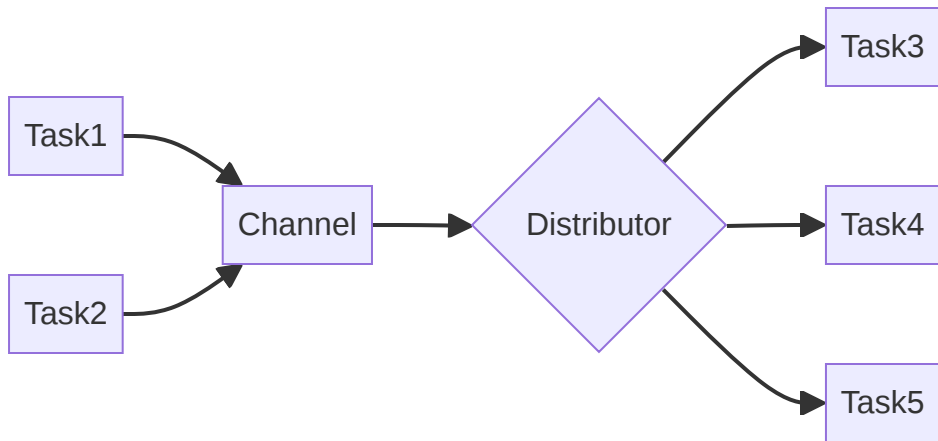 Task1
Task2
Channel
Distributor
Task3
Task4
Task5